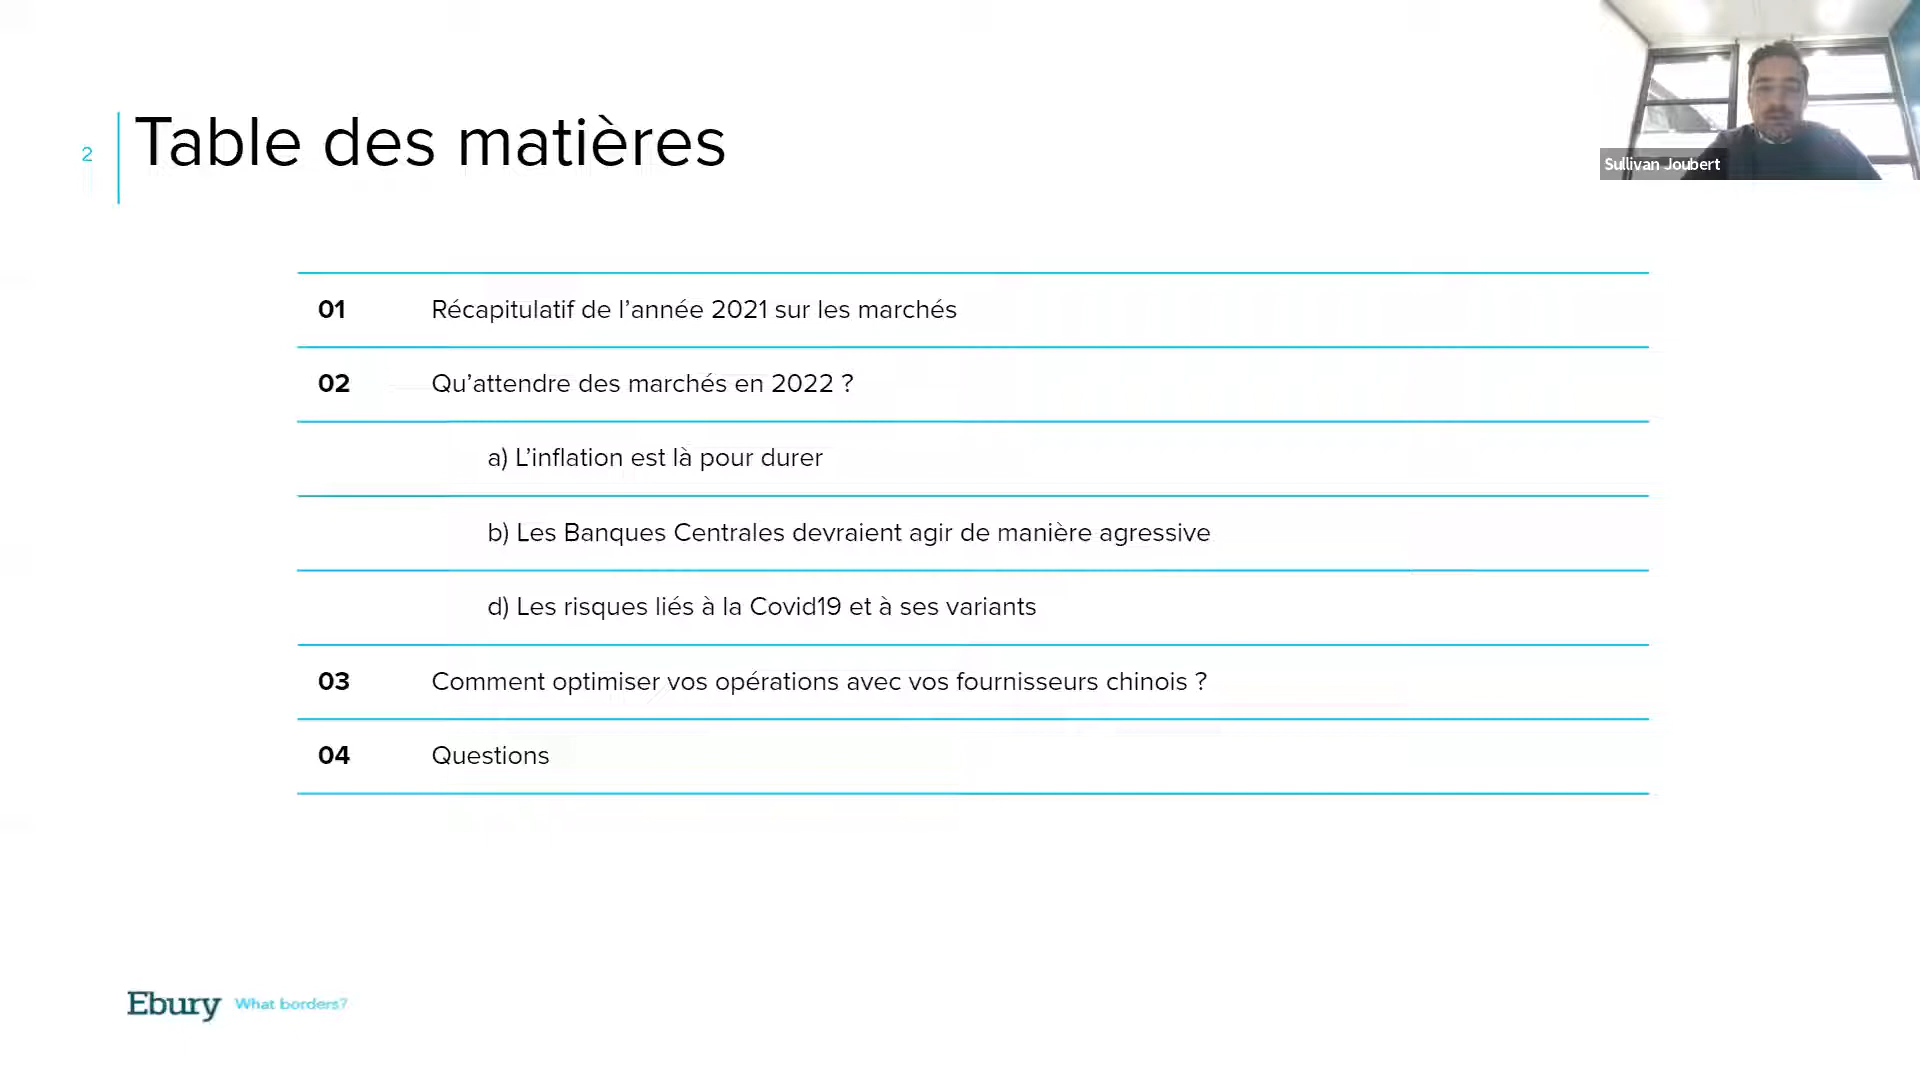 2
Table des matières
Sullivan Joubert
01 Récapitulatif de l’année 2021 sur les marchés
02 Qu’attendre des marchés en 2022 ?
a) L’inflation est là pour durer
b) Les Banques Centrales devraient agir de manière agressive
d) Les risques liés à la Covid19 et à ses variants
03 Comment optimiser vos opérations avec vos fournisseurs chinois ?
04 Questions
Ebury What borders?